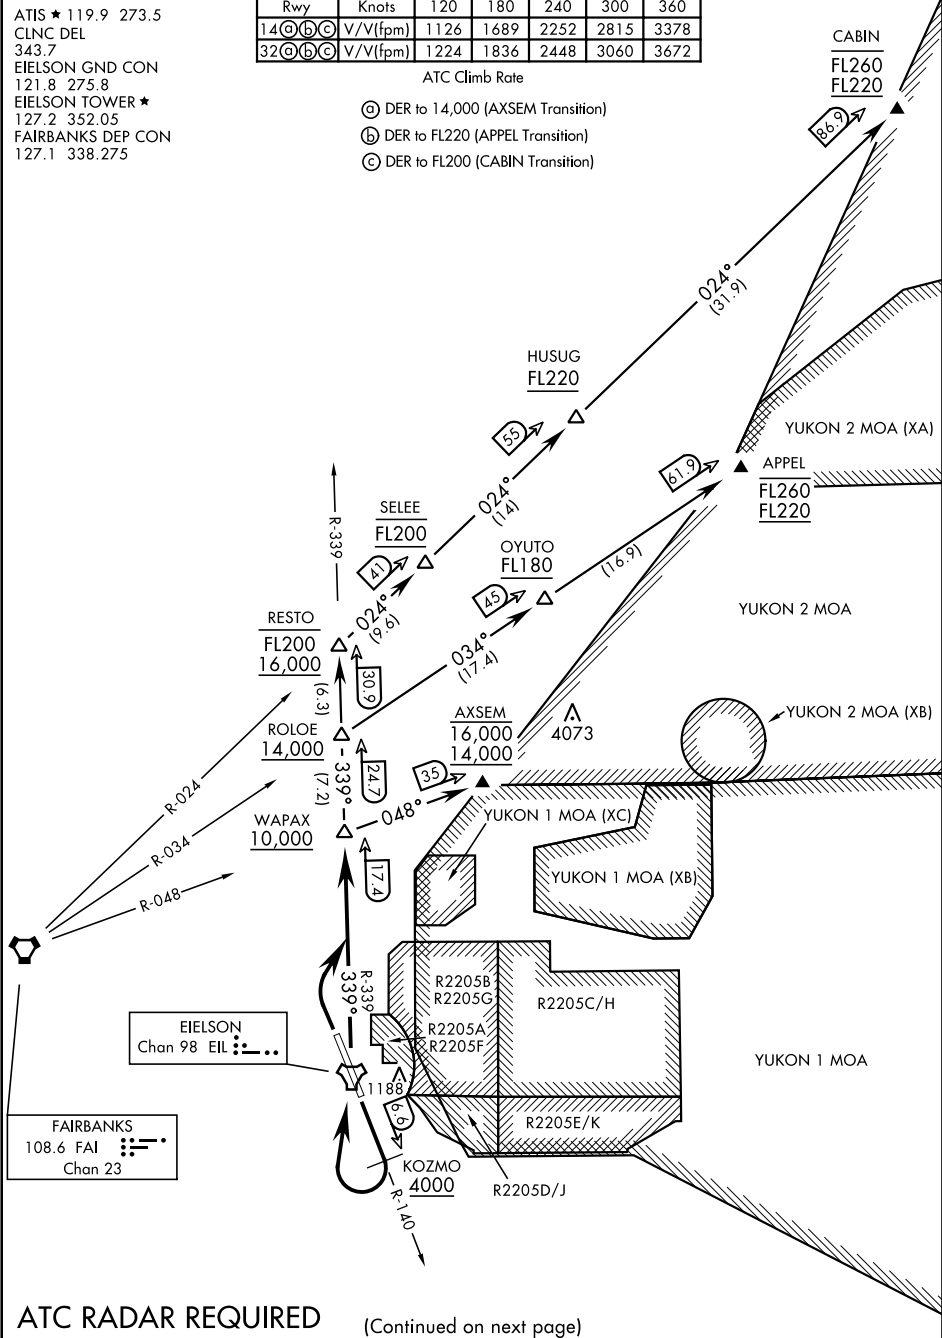 ATIS ★ 119.9 273.5
CLNC DEL
343.7
EIELSON GND CON
121.8 275.8
EIELSON TOWER ★
127.2 352.05
FAIRBANKS DEP CON
127.1 338.275
Rwy Knots 120 180 240 300 360
14ⓐⓑⓒ V/V(fpm) 1126 1689 2252 2815 3378
32ⓐⓑⓒ V/V(fpm) 1224 1836 2448 3060 3672
ATC Climb Rate
ⓐ DER to 14,000 (AXSEM Transition)
ⓑ DER to FL220 (APPEL Transition)
ⓒ DER to FL200 (CABIN Transition)
CABIN
FL260
FL220
86.9
024°
(31.9)
HUSUG
FL220
55
YUKON 2 MOA (XA)
61.9
APPEL
FL260
FL220
024°
(14)
SELEE
FL200
R-339
41
OYUTO
FL180
(16.9)
45
YUKON 2 MOA
024°
(9.6)
RESTO
FL200
16,000
034°
(17.4)
30.9
(6.3)
YUKON 2 MOA (XB)
AXSEM
16,000
14,000
4073
ROLOE
14,000
24.7
35
339°
(7.2)
R-024
048°
YUKON 1 MOA (XC)
WAPAX
10,000
R-034
17.4
YUKON 1 MOA (XB)
R-048
R-339
339°
R2205B
R2205G
R2205C/H
R2205A
R2205F
EIELSON
Chan 98 EIL
YUKON 1 MOA
1188
6.6
FAIRBANKS
108.6 FAI
Chan 23
R2205E/K
KOZMO
4000
R2205D/J
R-140
ATC RADAR REQUIRED
(Continued on next page)